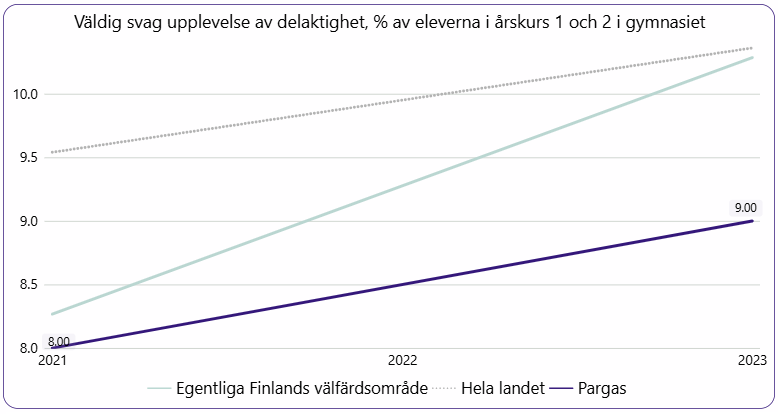 Väldig svag upplevelse av delaktighet, % av eleverna i årskurs 1 och 2 i gymnasiet
10.0
9.5
9.0
9.00
8.5
8.0
8.00
2021 2022 2023
Egentliga Finlands välfärdsområde Hela landet Pargas